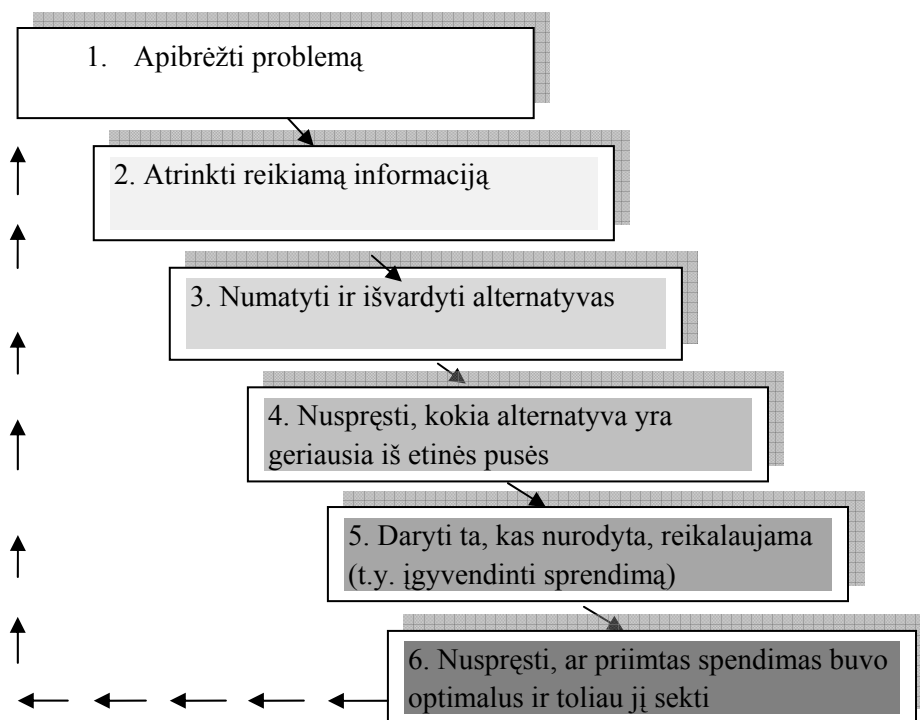 1. Apibrėžti problemą
2. Atrinkti reikiamą informaciją
3. Numatyti ir išvardyti alternatyvas
4. Nuspręsti, kokia alternatyva yra
geriausia iš etinės pusės
5. Daryti ta, kas nurodyta, reikalaujama
(t.y. įgyvendinti sprendimą)
6. Nuspręsti, ar priimtas spendimas buvo
optimalus ir toliau jį sekti